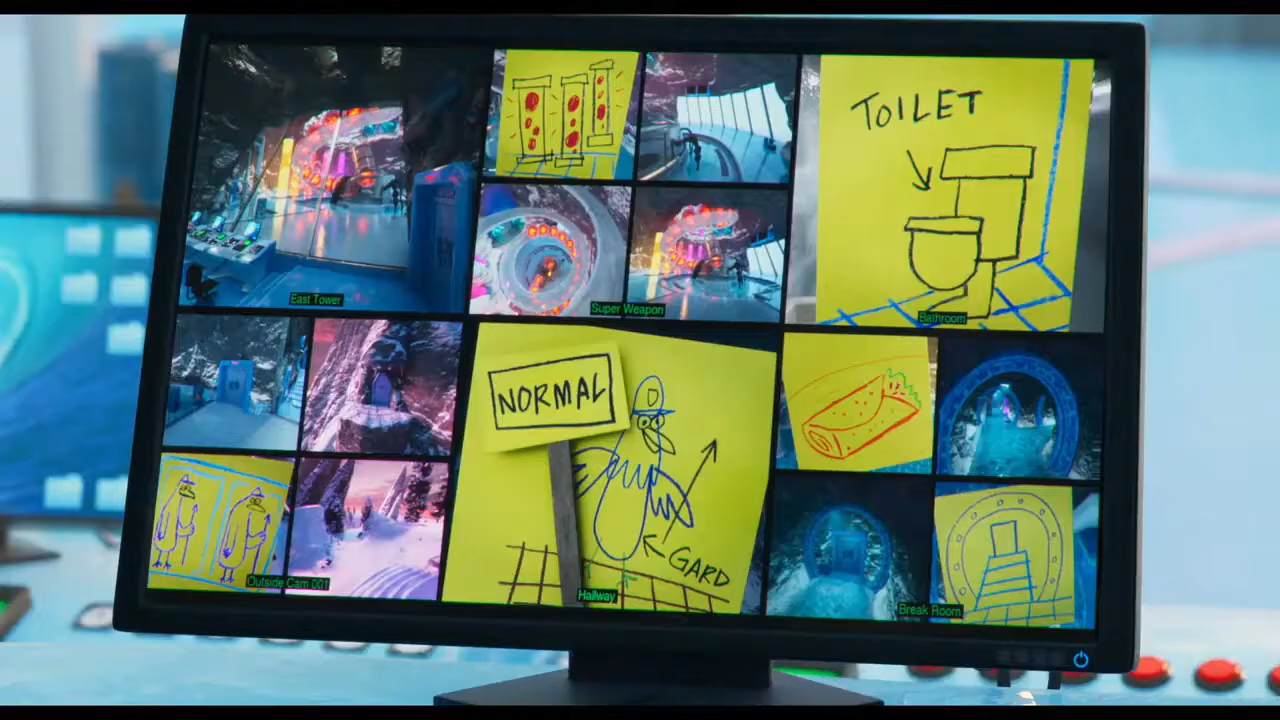 TOILET
East Tower
Super Weapon
Bathroom
NORMAL
GARD
Outside Cam 001
Hallway
Break Room